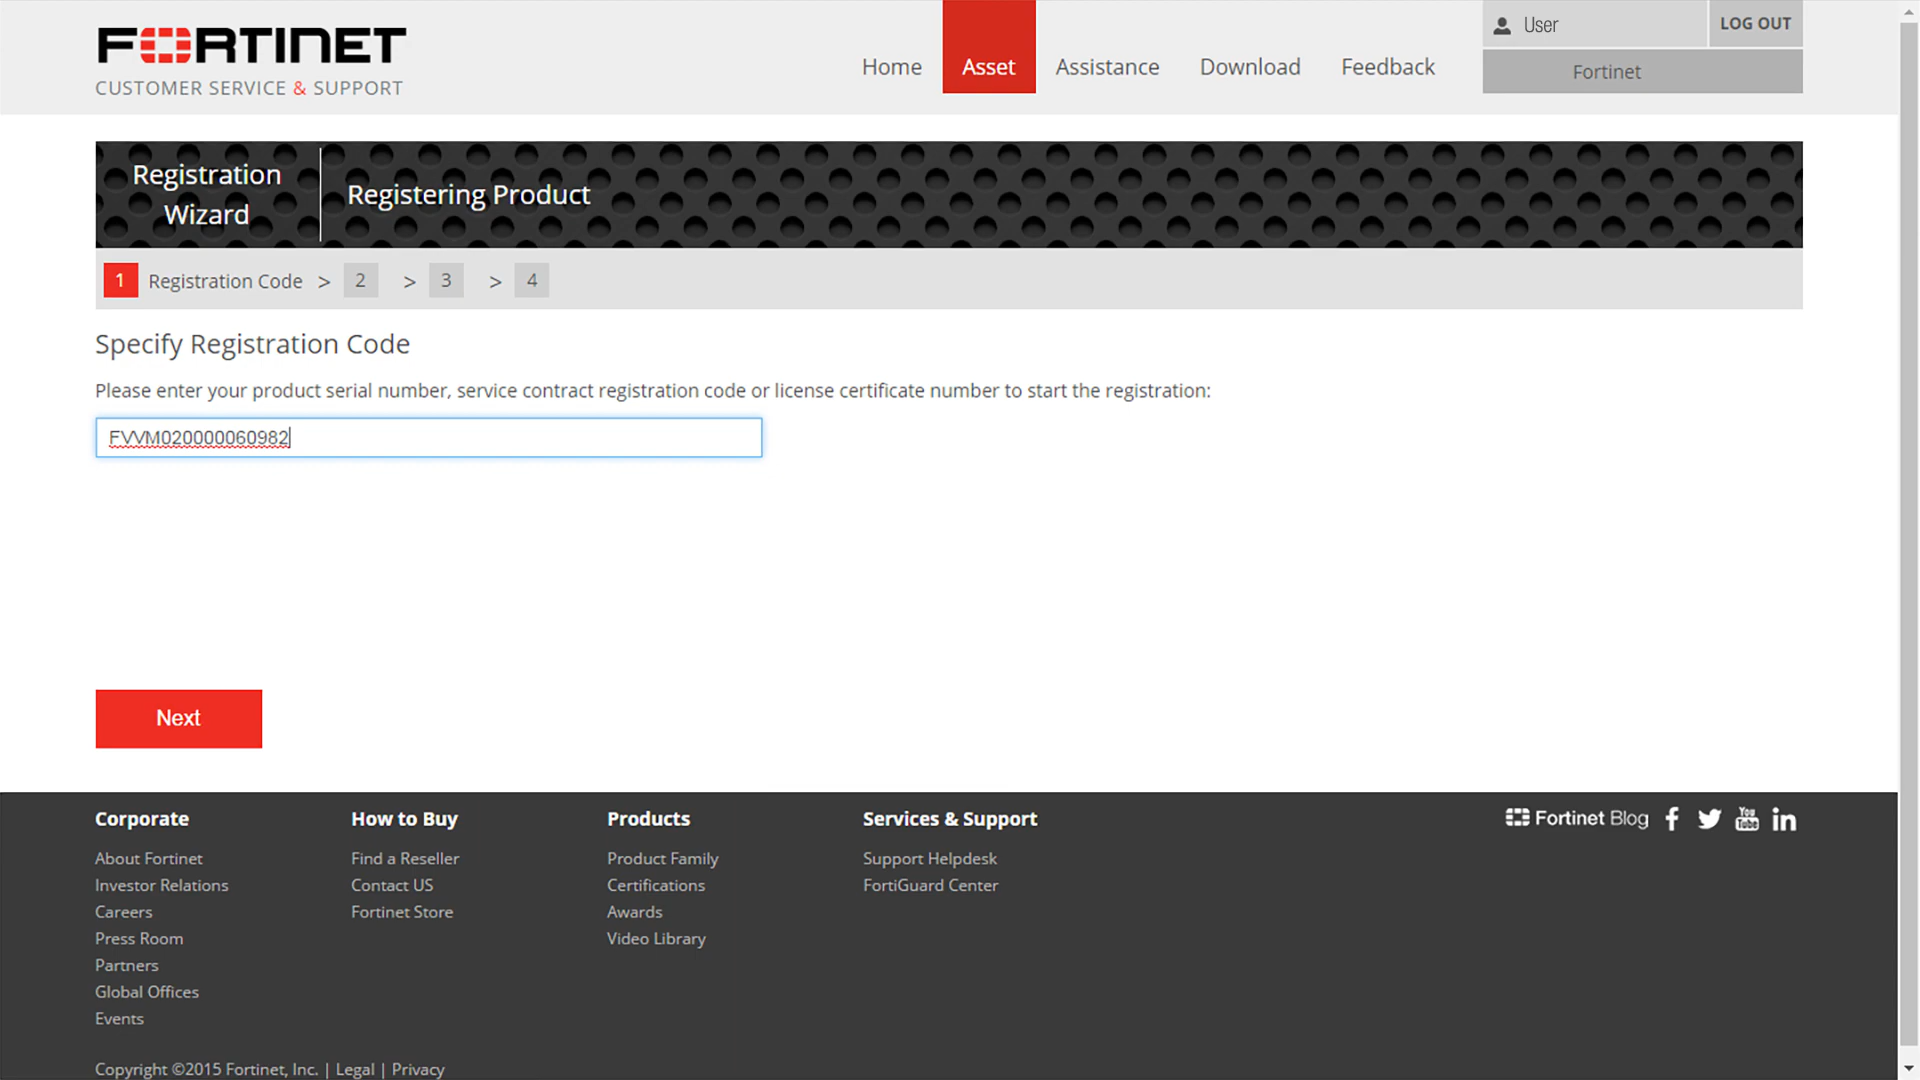 FORTINET
CUSTOMER SERVICE & SUPPORT
Home
Asset
Assistance
Download
Feedback
User
LOG OUT
Fortinet
Registration
Wizard
Registering Product
1 Registration Code > 2 > 3 > 4
Specify Registration Code
Please enter your product serial number, service contract registration code or license certificate number to start the registration:
FVVM020000060982
Next
Corporate
About Fortinet
Investor Relations
Careers
Press Room
Partners
Global Offices
Events
How to Buy
Find a Reseller
Contact US
Fortinet Store
Products
Product Family
Certifications
Awards
Video Library
Services & Support
Support Helpdesk
FortiGuard Center
Fortinet Blog
You
Tube
in
Copyright ©2015 Fortinet, Inc. | Legal | Privacy